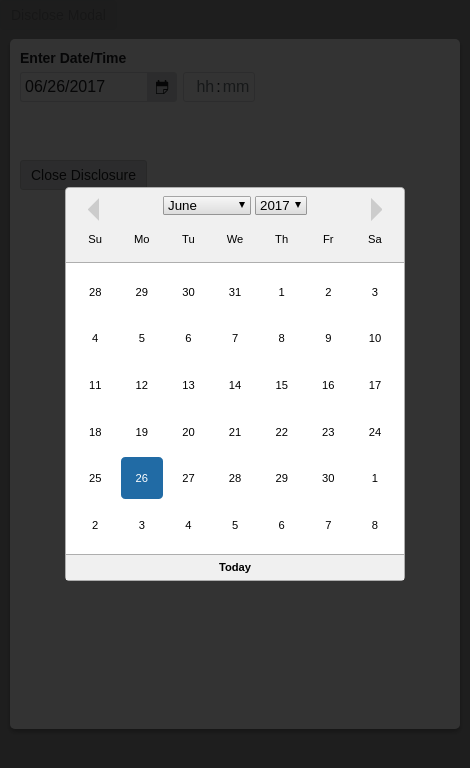 Disclose Modal
Enter Date/Time
06/26/2017 hh:mm
Close Disclosure
June 2017
Su Mo Tu We Th Fr Sa
28 29 30 31 1 2 3
4 5 6 7 8 9 10
11 12 13 14 15 16 17
18 19 20 21 22 23 24
25 26 27 28 29 30 1
2 3 4 5 6 7 8
Today